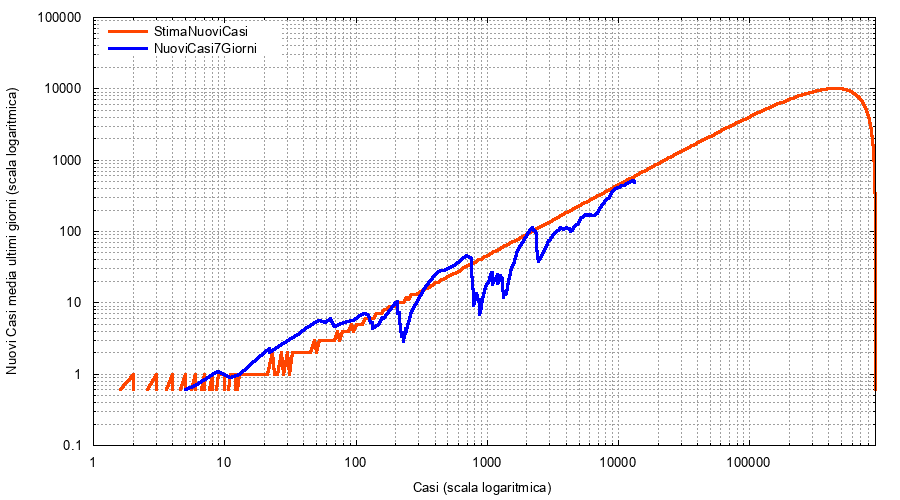 100000
10000
1000
100
10
1
0.1
StimaNuoviCasi
NuoviCasi7Giorni
Nuovi Casi media ultimi giorni (scala logaritmica)
1 10 100 1000 10000 100000
Casi (scala logaritmica)